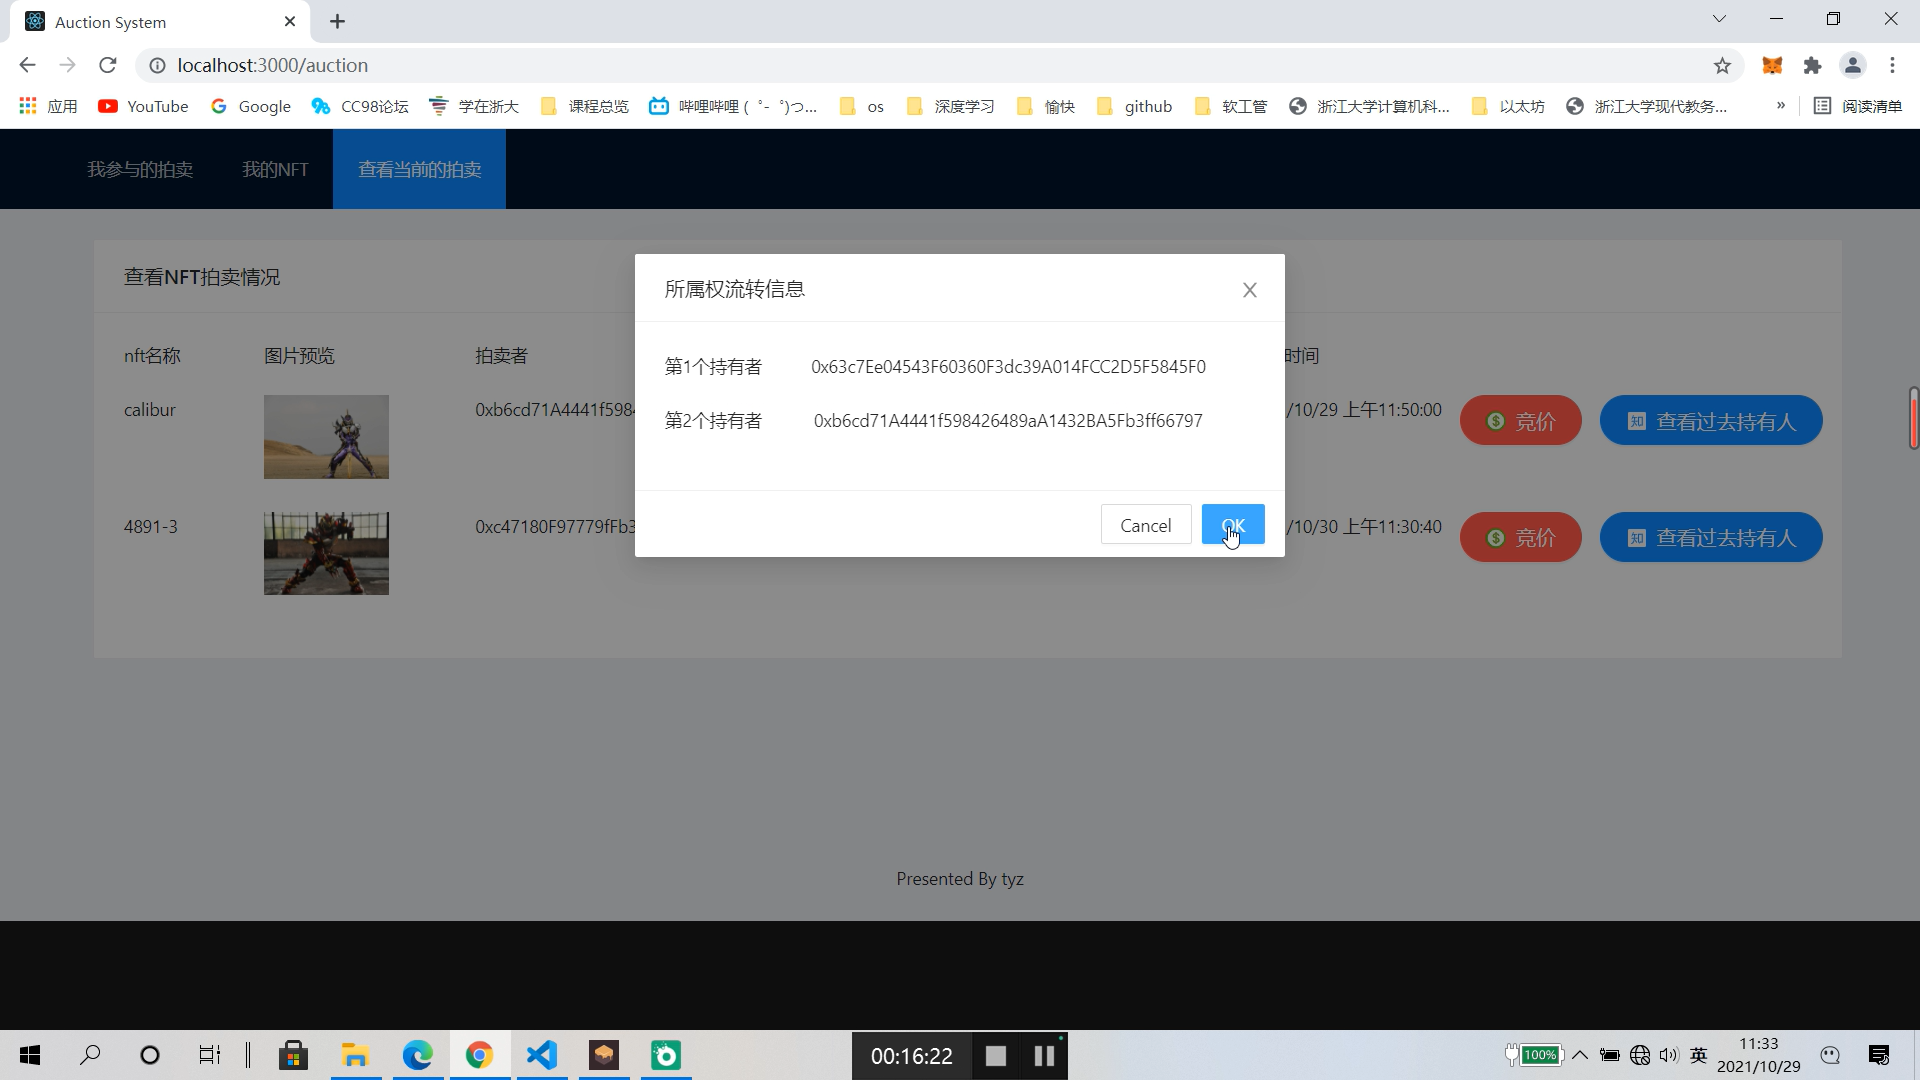 Auction System
localhost:3000/auction
应用 YouTube Google CC98论坛 学在浙大 课程总览 哔哩哔哩 ( ゜- ゜)つ... os 深度学习 愉快 github 软工管 浙江大学计算机科... 以太坊 浙江大学现代教务... » 阅读清单
我参与的拍卖 我的NFT 查看当前的拍卖
查看NFT拍卖情况
所属权流转信息
nft名称 图片预览 拍卖者 时间
第1个持有者 0x63c7Ee04543F60360F3dc39A014FCC2D5F5845F0
calibur 0xb6cd71A4441f598 /10/29 上午11:50:00 竞价 知 查看过去持有人
第2个持有者 0xb6cd71A4441f598426489aA1432BA5Fb3ff66797
4891-3 0xc47180F97779fFb3 /10/30 上午11:30:40 竞价 知 查看过去持有人
Cancel OK
Presented By tyz
00:16:22
100% 英
11:33
2021/10/29